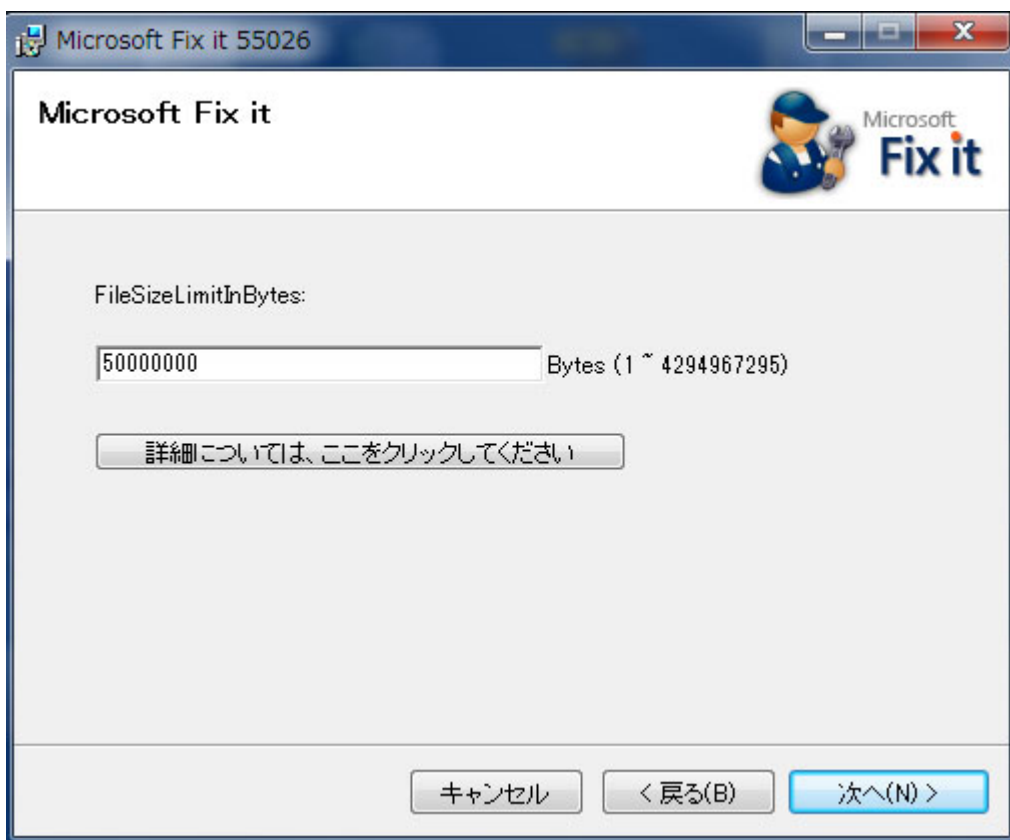 Microsoft Fix it 55026
Microsoft Fix it
Microsoft
Fix it
FileSizeLimitInBytes:
50000000 Bytes (1 ~ 4294967295)
詳細については、ここをクリックしてください
キャンセル < 戻る(B) 次へ(N) >